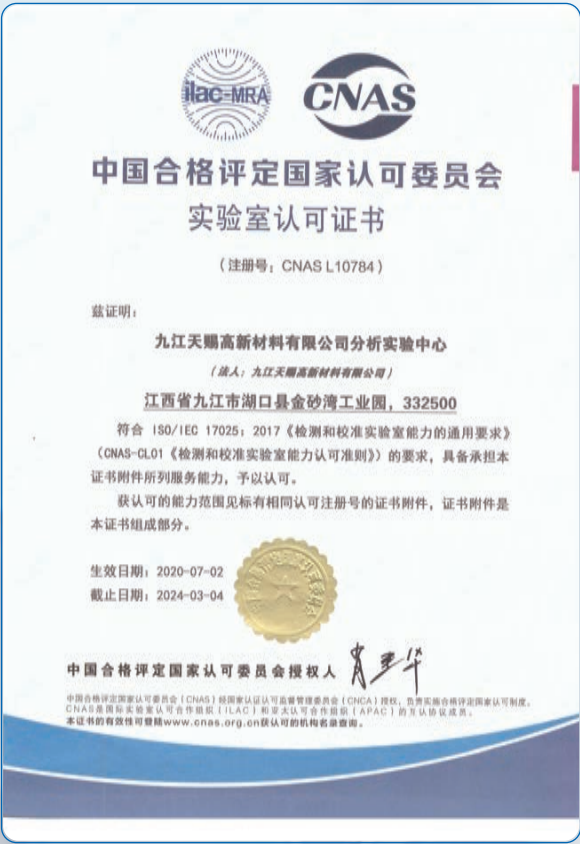 ilac-MRA
CNAS
中国合格评定国家认可委员会
实验室认可证书
（注册号：CNAS L10784）
兹证明：
九江天赐高新材料有限公司分析实验中心
（法人：九江天赐高新材料有限公司）
江西省九江市湖口县金砂湾工业园，332500
符合 ISO/IEC 17025：2017《检测和校准实验室能力的通用要求》
（CNAS-CL01《检测和校准实验室能力认可准则》）的要求，具备承担本
证书附件所列服务能力，予以认可。
获认可的能力范围见标有相同认可注册号的证书附件，证书附件是
本证书组成部分。
生效日期：2020-07-02
截止日期：2024-03-04
中国合格评定国家认可委员会授权人
中国合格评定国家认可委员会（CNAS）经国家认证认可监督管理委员会（CNCA）授权，负责实施合格评定国家认可制度。
CNAS是国际实验室认可合作组织（ILAC）和亚太认可合作组织（APAC）的互认协议成员。
本证书的有效性可登陆www.cnas.org.cn获认可的机构名录查询。